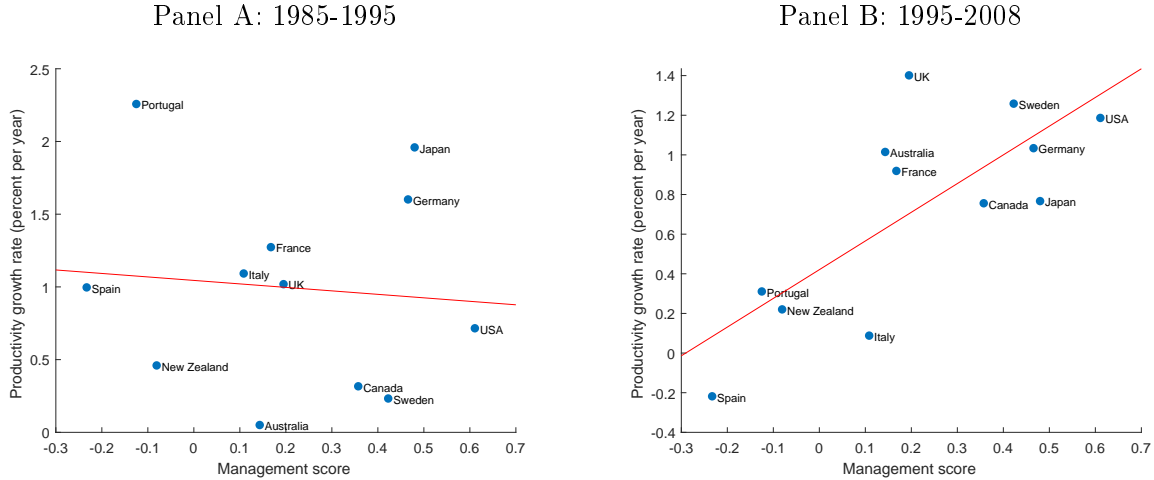 Panel A: 1985-1995
Productivity growth rate (percent per year)
2.5
2
1.5
1
0.5
0
Portugal
Japan
Germany
France
Italy
UK
Spain
USA
New Zealand
Canada
Sweden
Australia
-0.3 -0.2 -0.1 0 0.1 0.2 0.3 0.4 0.5 0.6 0.7
Management score
Panel B: 1995-2008
Productivity growth rate (percent per year)
1.4
1.2
1
0.8
0.6
0.4
0.2
0
-0.2
-0.4
UK
Sweden
USA
Australia
Germany
France
Canada
Japan
Portugal
New Zealand
Italy
Spain
-0.3 -0.2 -0.1 0 0.1 0.2 0.3 0.4 0.5 0.6 0.7
Management score